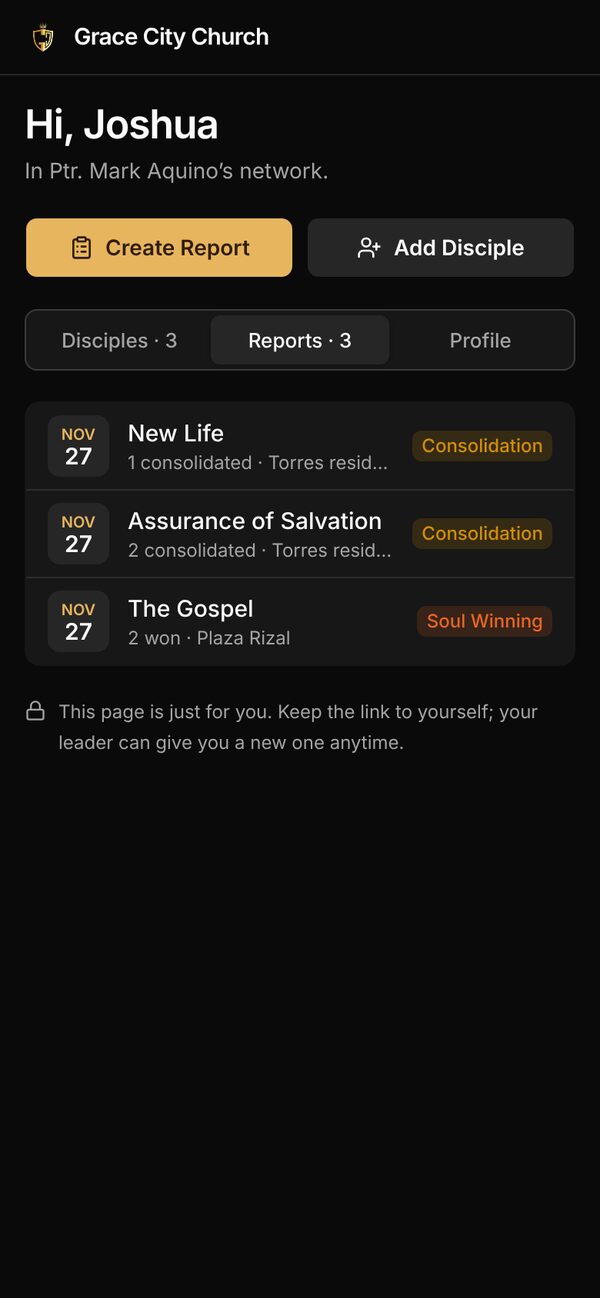 Grace City Church
Hi, Joshua
In Ptr. Mark Aquino’s network.
Create Report
Add Disciple
Disciples · 3
Reports · 3
Profile
NOV
27
New Life
1 consolidated · Torres resid...
Consolidation
NOV
27
Assurance of Salvation
2 consolidated · Torres resid...
Consolidation
NOV
27
The Gospel
2 won · Plaza Rizal
Soul Winning
This page is just for you. Keep the link to yourself; your
leader can give you a new one anytime.